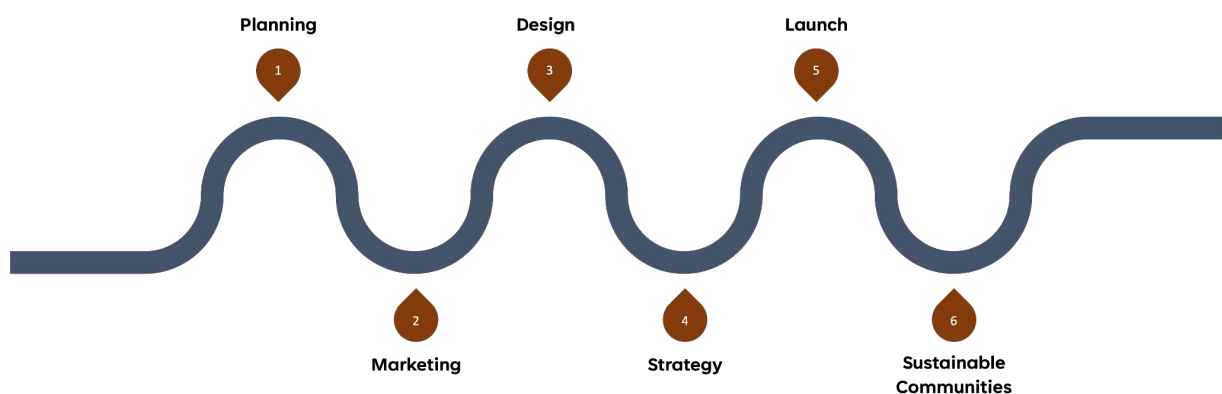 Planning
1
2
Marketing
Design
3
4
Strategy
Launch
5
6
Sustainable
Communities